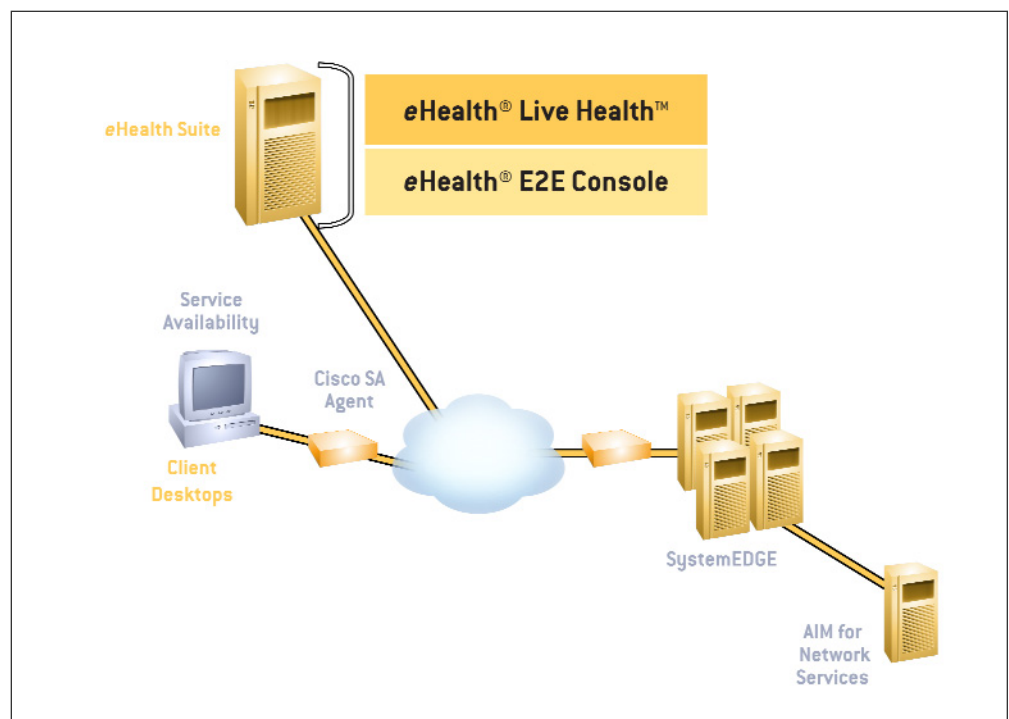 eHealth® Live Health™
eHealth Suite
eHealth® E2E Console
Service
Availability
Cisco SA
Agent
Client
Desktops
SystemEDGE
AIM for
Network
Services